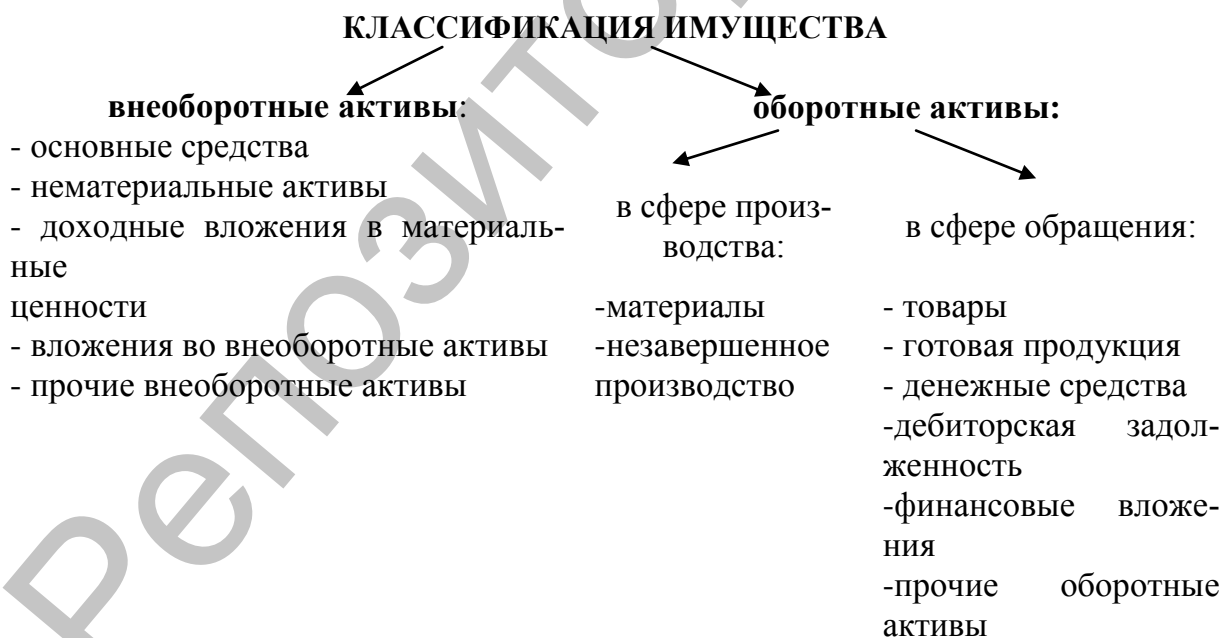 КЛАССИФИКАЦИЯ ИМУЩЕСТВА
внеоборотные активы:
- основные средства
- нематериальные активы
- доходные вложения в материаль-
ные
ценности
- вложения во внеоборотные активы
- прочие внеоборотные активы
оборотные активы:
в сфере произ-
водства:
-материалы
-незавершенное
производство
в сфере обращения:
- товары
- готовая продукция
- денежные средства
-дебиторская задол-
женность
-финансовые вложе-
ния
-прочие оборотные
активы